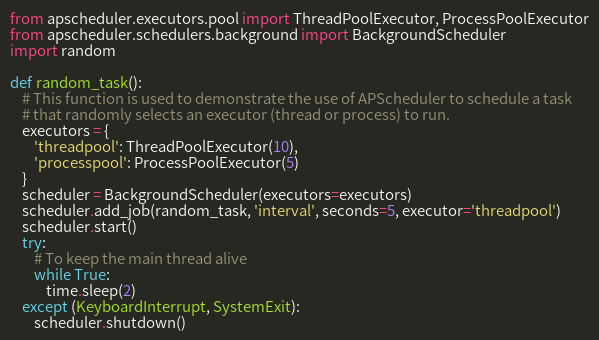 from apscheduler.executors.pool import ThreadPoolExecutor, ProcessPoolExecutor
from apscheduler.schedulers.background import BackgroundScheduler
import random

def random_task():
    # This function is used to demonstrate the use of APScheduler to schedule a task
    # that randomly selects an executor (thread or process) to run.
    executors = {
        'threadpool': ThreadPoolExecutor(10),
        'processpool': ProcessPoolExecutor(5)
    }
    scheduler = BackgroundScheduler(executors=executors)
    scheduler.add_job(random_task, 'interval', seconds=5, executor='threadpool')
    scheduler.start()
    try:
        # To keep the main thread alive
        while True:
            time.sleep(2)
    except (KeyboardInterrupt, SystemExit):
        scheduler.shutdown()